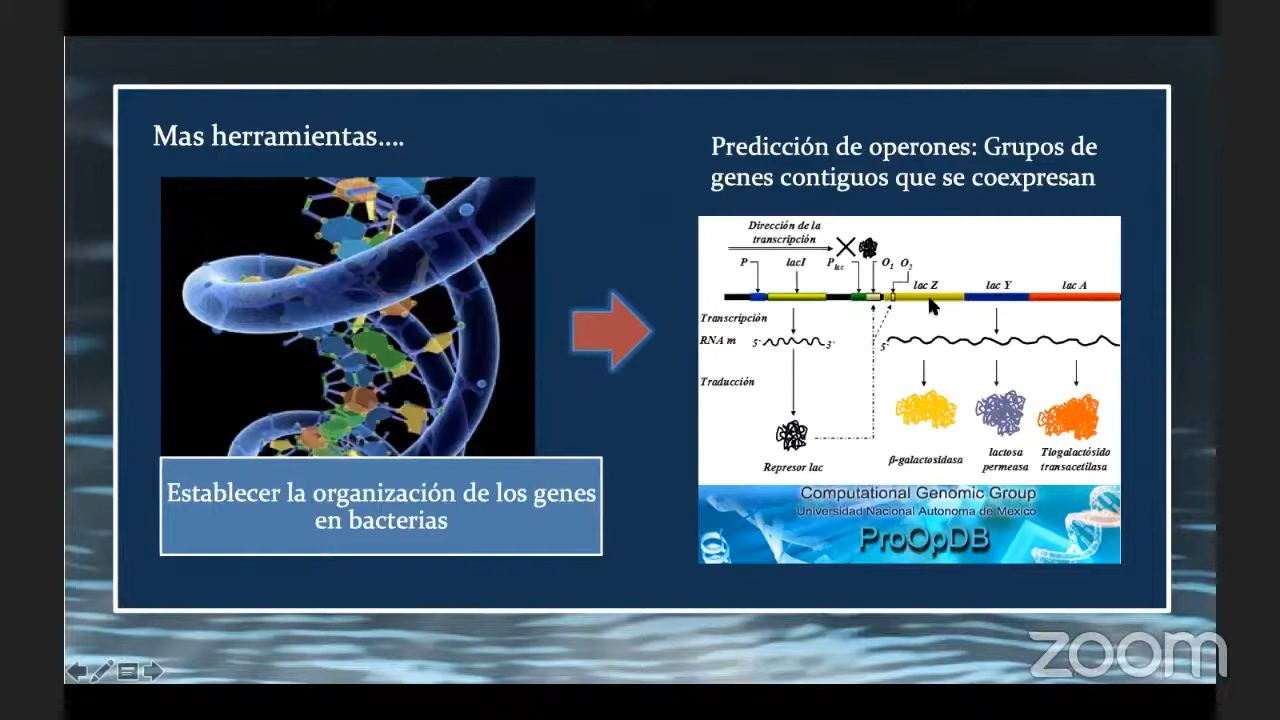 Mas herramientas....
Predicción de operones: Grupos de
genes contiguos que se coexpresan
Dirección de la
transcripción
P
lacI
P lac
O1 O2
lac Z
lac Y
lac A
Transcripción
RNA m
5'
3'
5'
Traducción
Represor lac
β-galactosidasa
lactosa
permeasa
Tiogalactósido
transacetilasa
Establecer la organización de los genes
en bacterias
Computational Genomic Group
Universidad Nacional Autonoma de Mexico
ProOpDB
zoom